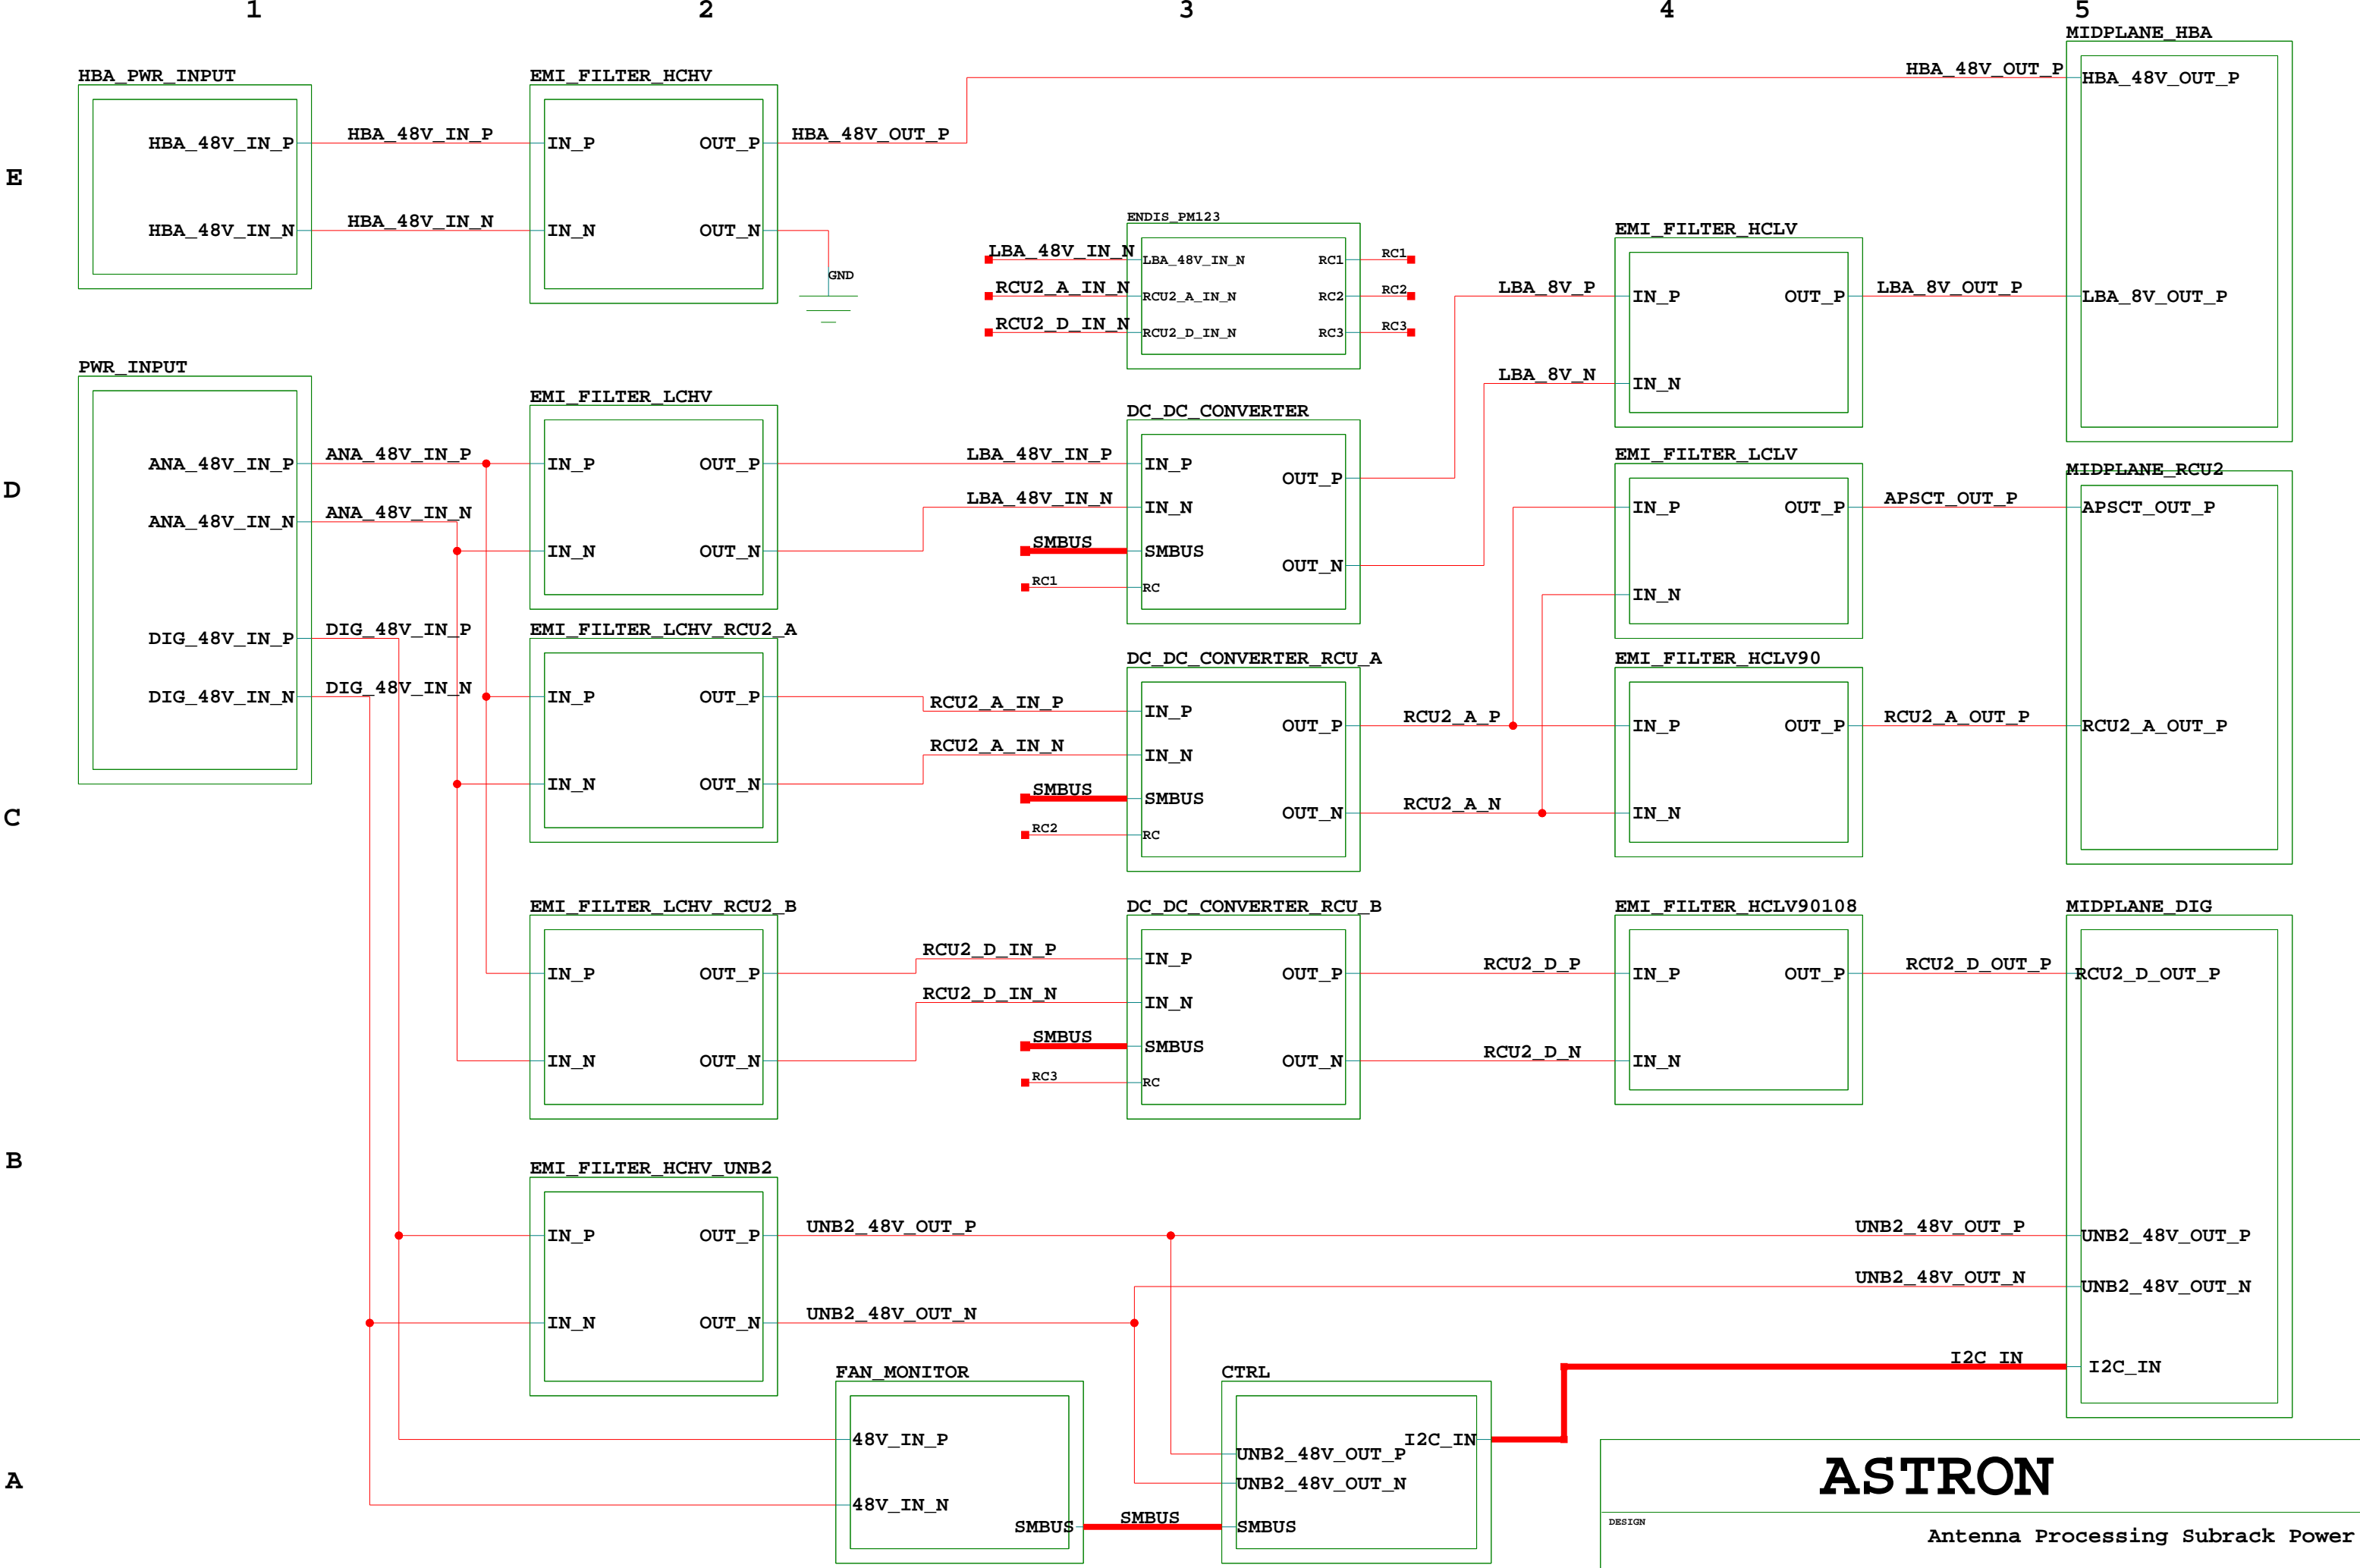 1 2 3 4 5
MIDPLANE_HBA
HBA_PWR_INPUT EMI_FILTER_HCHV HBA_48V_OUT_P HBA_48V_OUT_P
HBA_48V_IN_P HBA_48V_IN_P IN_P OUT_P HBA_48V_OUT_P
E
HBA_48V_IN_N HBA_48V_IN_N IN_N OUT_N
GND
ENDIS_PM123
LBA_48V_IN_N LBA_48V_IN_N RC1 RC1
RCU2_A_IN_N RCU2_A_IN_N RC2 RC2
RCU2_D_IN_N RCU2_D_IN_N RC3 RC3
EMI_FILTER_HCLV
LBA_8V_P IN_P OUT_P LBA_8V_OUT_P LBA_8V_OUT_P
LBA_8V_N IN_N
PWR_INPUT
EMI_FILTER_LCHV DC_DC_CONVERTER
ANA_48V_IN_P ANA_48V_IN_P IN_P OUT_P LBA_48V_IN_P IN_P OUT_P
D
ANA_48V_IN_N ANA_48V_IN_N IN_N OUT_N LBA_48V_IN_N IN_N
SMBUS SMBUS OUT_N
RC1 RC
EMI_FILTER_LCLV MIDPLANE_RCU2
IN_P OUT_P APSCT_OUT_P APSCT_OUT_P
IN_N
DIG_48V_IN_P DIG_48V_IN_P EMI_FILTER_LCHV_RCU2_A
DC_DC_CONVERTER_RCU_A EMI_FILTER_HCLV90
DIG_48V_IN_N DIG_48V_IN_N IN_P OUT_P RCU2_A_IN_P IN_P
OUT_P RCU2_A_P IN_P OUT_P RCU2_A_OUT_P RCU2_A_OUT_P
RCU2_A_IN_N IN_N
IN_N OUT_N SMBUS SMBUS
C
OUT_N RCU2_A_N IN_N
RC2 RC
EMI_FILTER_LCHV_RCU2_B DC_DC_CONVERTER_RCU_B EMI_FILTER_HCLV90108 MIDPLANE_DIG
RCU2_D_IN_P IN_P
IN_P OUT_P OUT_P RCU2_D_P IN_P OUT_P RCU2_D_OUT_P RCU2_D_OUT_P
RCU2_D_IN_N IN_N
SMBUS SMBUS
IN_N OUT_N OUT_N RCU2_D_N IN_N
RC3 RC
B
EMI_FILTER_HCHV_UNB2
IN_P OUT_P UNB2_48V_OUT_P UNB2_48V_OUT_P UNB2_48V_OUT_P
UNB2_48V_OUT_N UNB2_48V_OUT_N
IN_N OUT_N UNB2_48V_OUT_N
FAN_MONITOR CTRL I2C_IN I2C_IN
48V_IN_P I2C_IN
UNB2_48V_OUT_P
A
UNB2_48V_OUT_N
48V_IN_N
SMBUS SMBUS SMBUS
ASTRON
DESIGN
Antenna Processing Subrack Power